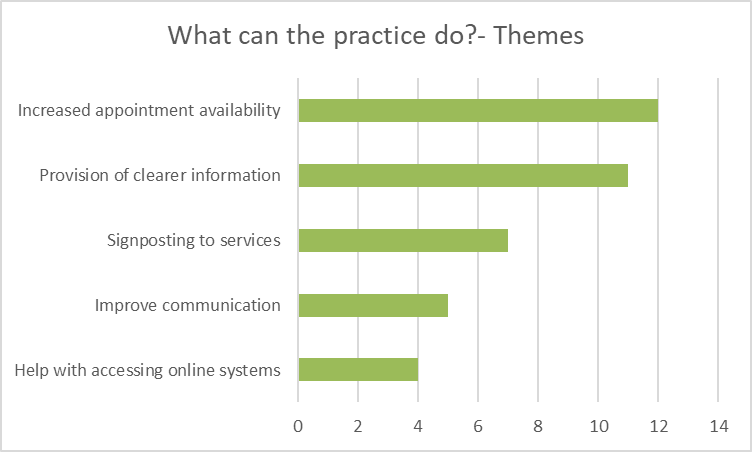 What can the practice do?- Themes
Increased appointment availability
Provision of clearer information
Signposting to services
Improve communication
Help with accessing online systems
0 2 4 6 8 10 12 14